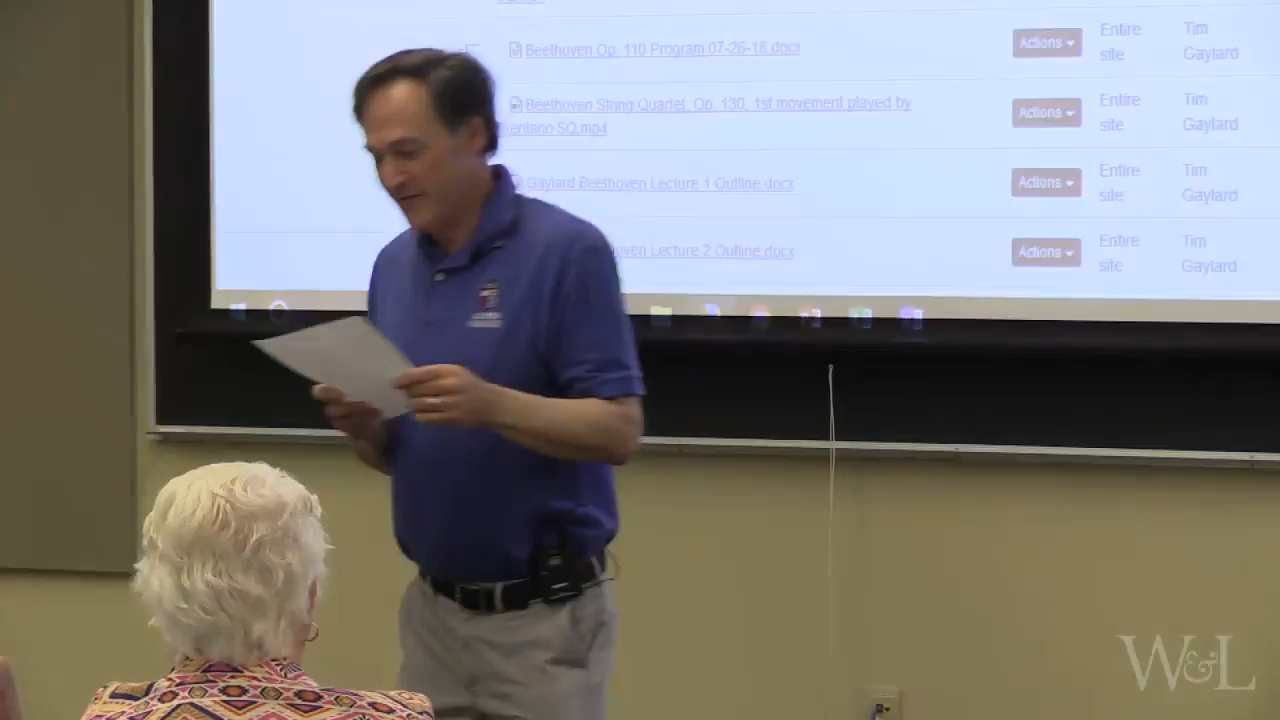 Beethoven Op. 110 Program 07-26-18.docx
Actions
Entire site
Tim Gaylard
Beethoven String Quartet, Op. 130, 1st movement played by
entano SQ.mp4
Actions
Entire site
Tim Gaylard
Gaylard Beethoven Lecture 1 Outline.docx
Actions
Entire site
Tim Gaylard
oven Lecture 2 Outline.docx
Actions
Entire site
Tim Gaylard
W&L